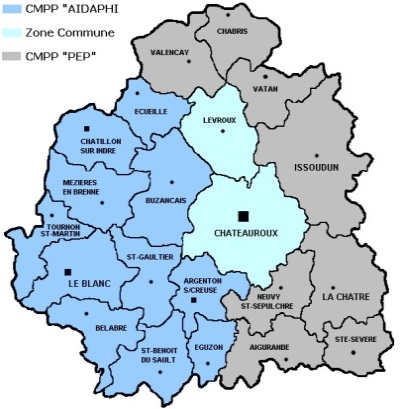 CMPP "AIDAPHI
Zone Commune
CMPP "PEP"
CHABRIS
VALENCAY
VATAN
ECUEILLE
LEVROUX
CHATILLON
SUR INDRE
ISSOUDUN
MEZIERES
EN BRENNE
BUZANCAIS
TOURNON
ST-MARTIN
CHATEAUROUX
ST-GAULTIER
LE BLANC
ARGENTON
S/CREUSE
NEUVY
ST-SEPULCHRE
LA CHATRE
BELABRE
ST-BENOIT
DU SAULT
EGUZON
AIGURANDE
STE-SEVERE